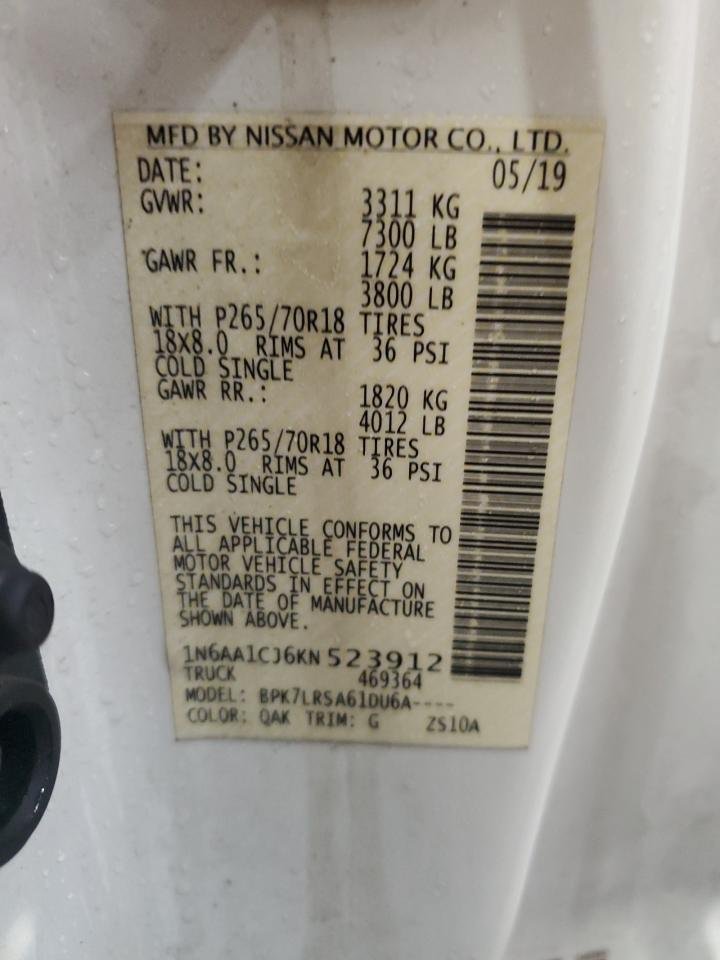 MFD BY NISSAN MOTOR CO., LTD.
DATE: 05/19
GVWR: 3311 KG
7300 LB
GAWR FR.: 1724 KG
3800 LB
WITH P265/70R18 TIRES
18X8.0 RIMS AT 36 PSI
COLD SINGLE
GAWR RR.: 1820 KG
4012 LB
WITH P265/70R18 TIRES
18X8.0 RIMS AT 36 PSI
COLD SINGLE
THIS VEHICLE CONFORMS TO
ALL APPLICABLE FEDERAL
MOTOR VEHICLE SAFETY
STANDARDS IN EFFECT ON
THE DATE OF MANUFACTURE
SHOWN ABOVE.
1N6AA1CJ6KN523912
TRUCK 469364
MODEL: BPK7LRSA61DU6A----
COLOR: QAK TRIM: G ZS10A